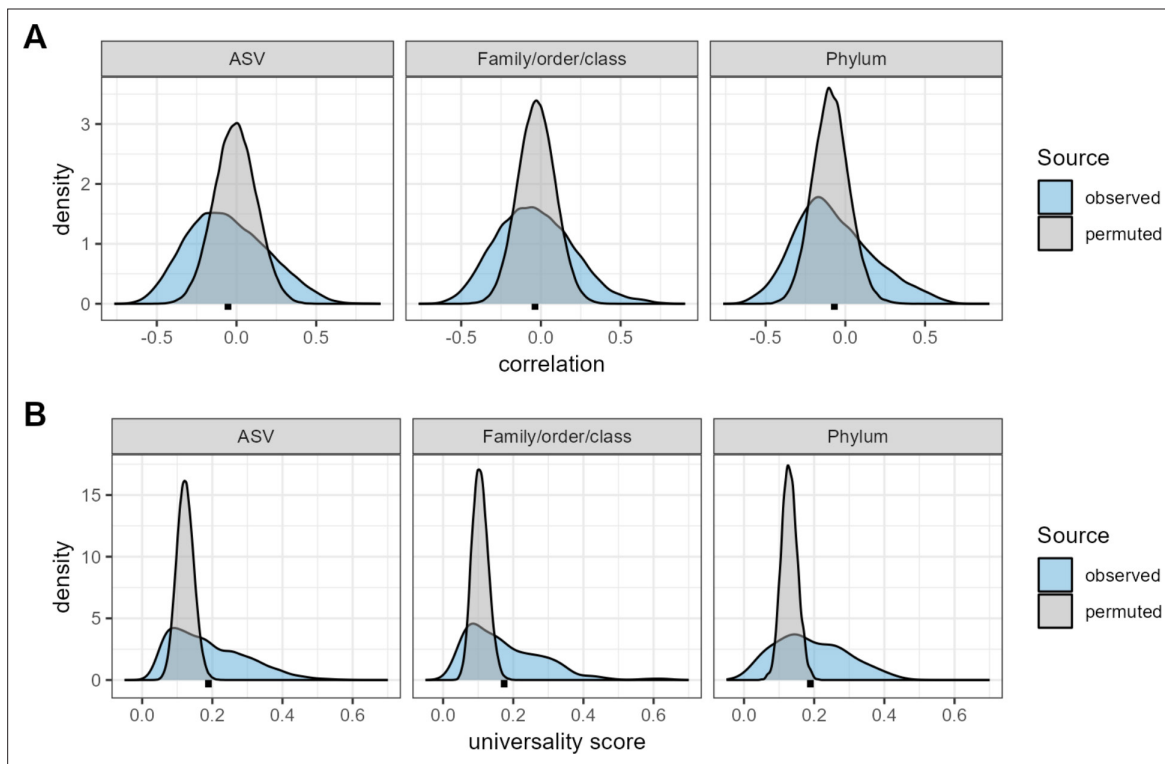 A
ASV
Family/order/class
Phylum
3
2
1
0
density
-0.5
0.0
0.5
-0.5
0.0
0.5
-0.5
0.0
0.5
correlation
Source
observed
permuted
B
ASV
Family/order/class
Phylum
15
10
5
0
density
0.0
0.2
0.4
0.6
0.0
0.2
0.4
0.6
0.0
0.2
0.4
0.6
universality score
Source
observed
permuted